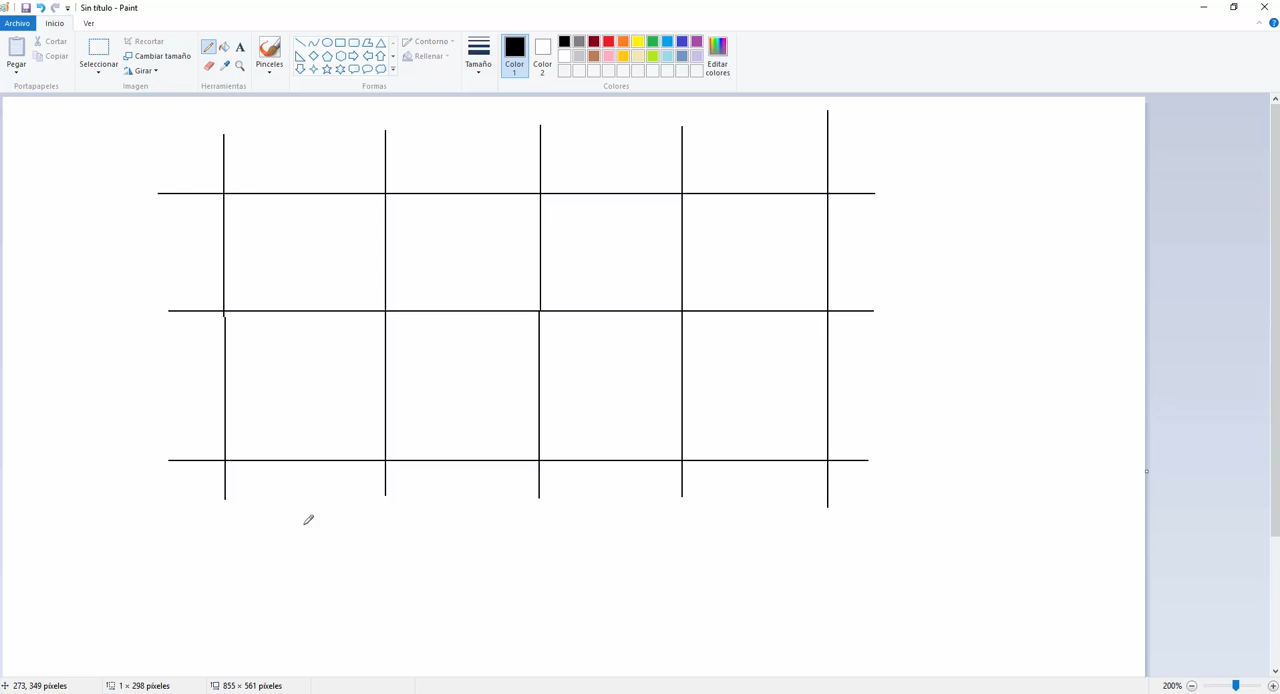 Sin título - Paint
Archivo Inicio Ver
Pegar
Cortar
Copiar
Portapapeles
Seleccionar
Recortar
Cambiar tamaño
Girar
Imagen
A
Herramientas
Pinceles
Contorno
Rellenar
Formas
Tamaño
Color 1
Color 2
Editar colores
Colores
273, 349 píxeles 1 × 298 píxeles 855 × 561 píxeles 200%